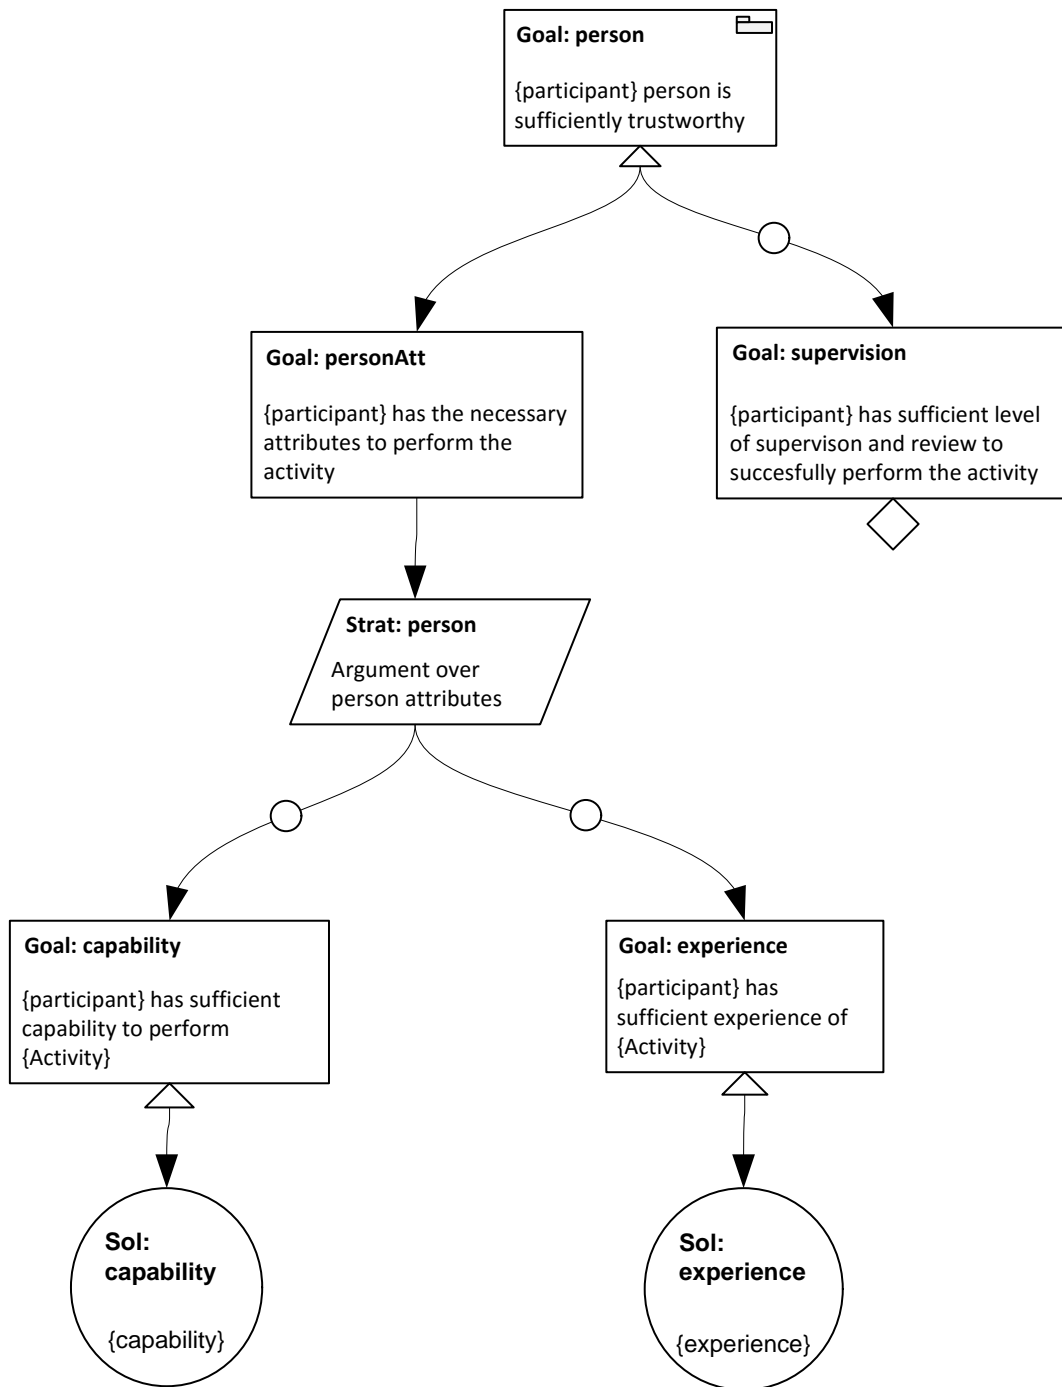 Goal: person
{participant} person is
sufficiently trustworthy
Goal: personAtt
{participant} has the necessary
attributes to perform the
activity
Goal: supervision
{participant} has sufficient level
of supervison and review to
succesfully perform the activity
Strat: person
Argument over
person attributes
Goal: capability
{participant} has sufficient
capability to perform
{Activity}
Goal: experience
{participant} has
sufficient experience of
{Activity}
Sol:
capability
{capability}
Sol:
experience
{experience}